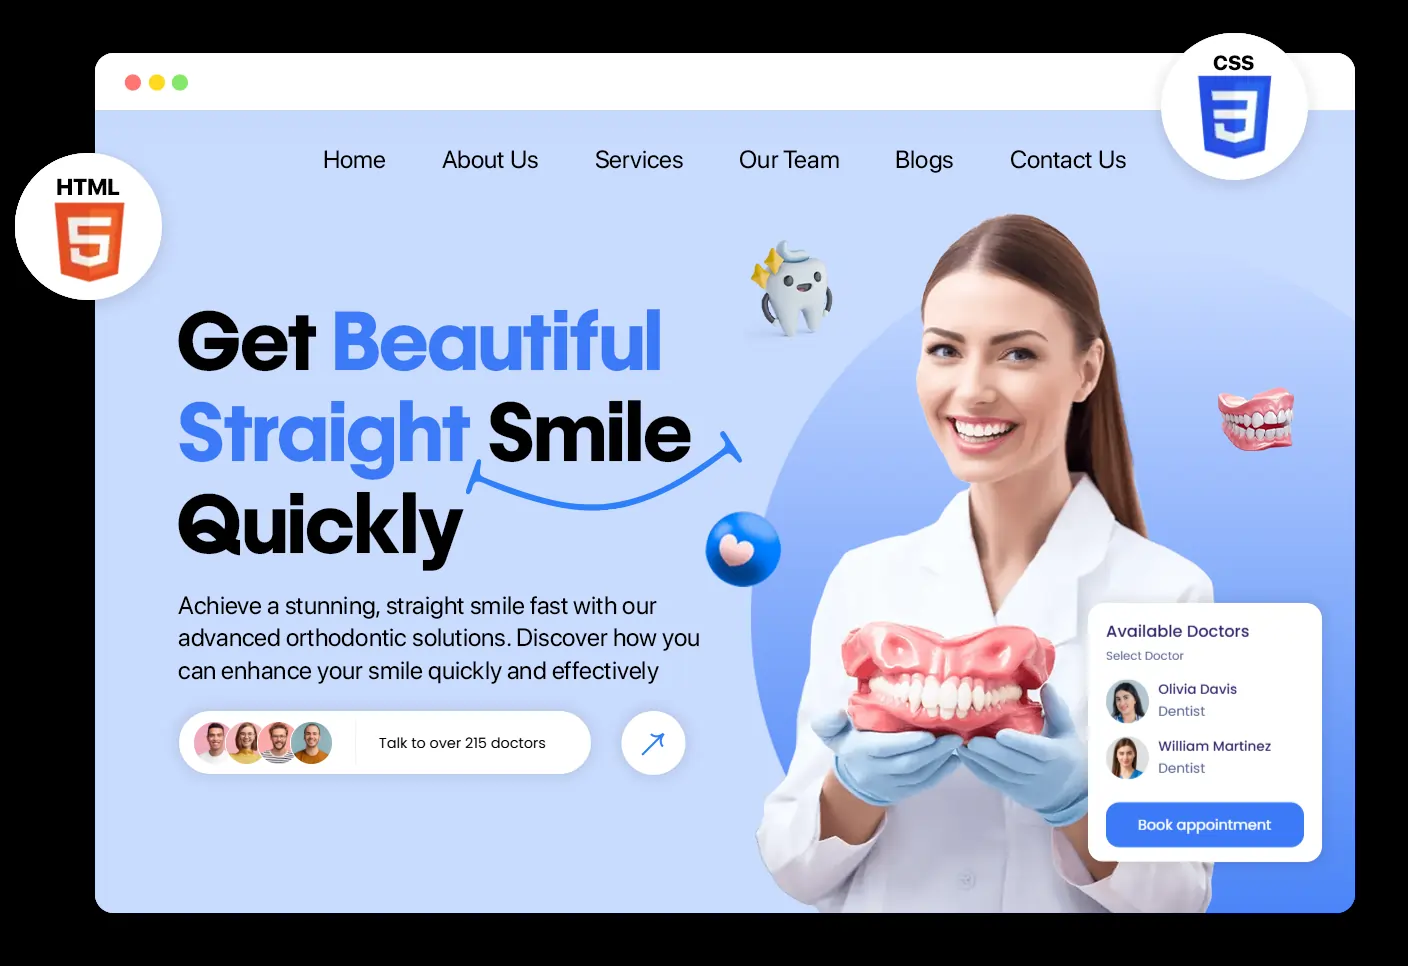 CSS
HTML
Home About Us Services Our Team Blogs Contact Us
Get Beautiful
Straight Smile
Quickly
Achieve a stunning, straight smile fast with our
advanced orthodontic solutions. Discover how you
can enhance your smile quickly and effectively
Talk to over 215 doctors
Available Doctors
Select Doctor
Olivia Davis
Dentist
William Martinez
Dentist
Book appointment